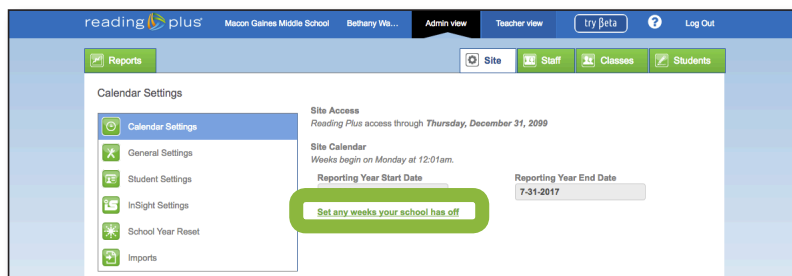 reading plus Macon Gaines Middle School Bethany Wa... Admin view Teacher view try βeta ? Log Out
Reports Site Staff Classes Students
Calendar Settings
Site Access
Reading Plus access through Thursday, December 31, 2099
Site Calendar
Weeks begin on Monday at 12:01am.
Reporting Year Start Date Reporting Year End Date
7-31-2017
Set any weeks your school has off
Calendar Settings
General Settings
Student Settings
InSight Settings
School Year Reset
Imports